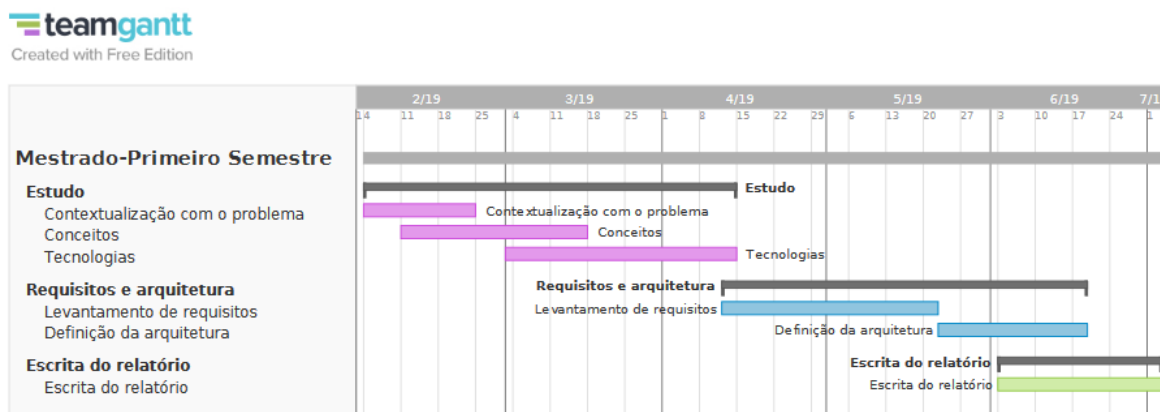 teamgantt
Created with Free Edition
2/19 3/19 4/19 5/19 6/19 7/1
14 11 18 25 4 11 18 25 1 8 15 22 29 6 13 20 27 3 10 17 24 1
Mestrado-Primeiro Semestre
Estudo Estudo
Contextualização com o problema Contextualização com o problema
Conceitos Conceitos
Tecnologias Tecnologias
Requisitos e arquitetura Requisitos e arquitetura
Levantamento de requisitos Levantamento de requisitos
Definição da arquitetura Definição da arquitetura
Escrita do relatório Escrita do relatório
Escrita do relatório Escrita do relatório